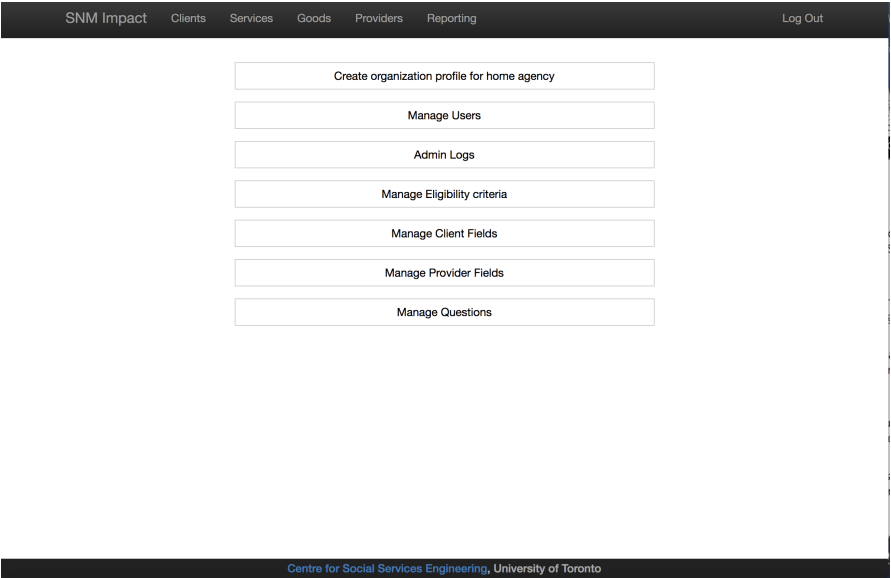 SNM Impact Clients Services Goods Providers Reporting Log Out
Create organization profile for home agency
Manage Users
Admin Logs
Manage Eligibility criteria
Manage Client Fields
Manage Provider Fields
Manage Questions
Centre for Social Services Engineering, University of Toronto